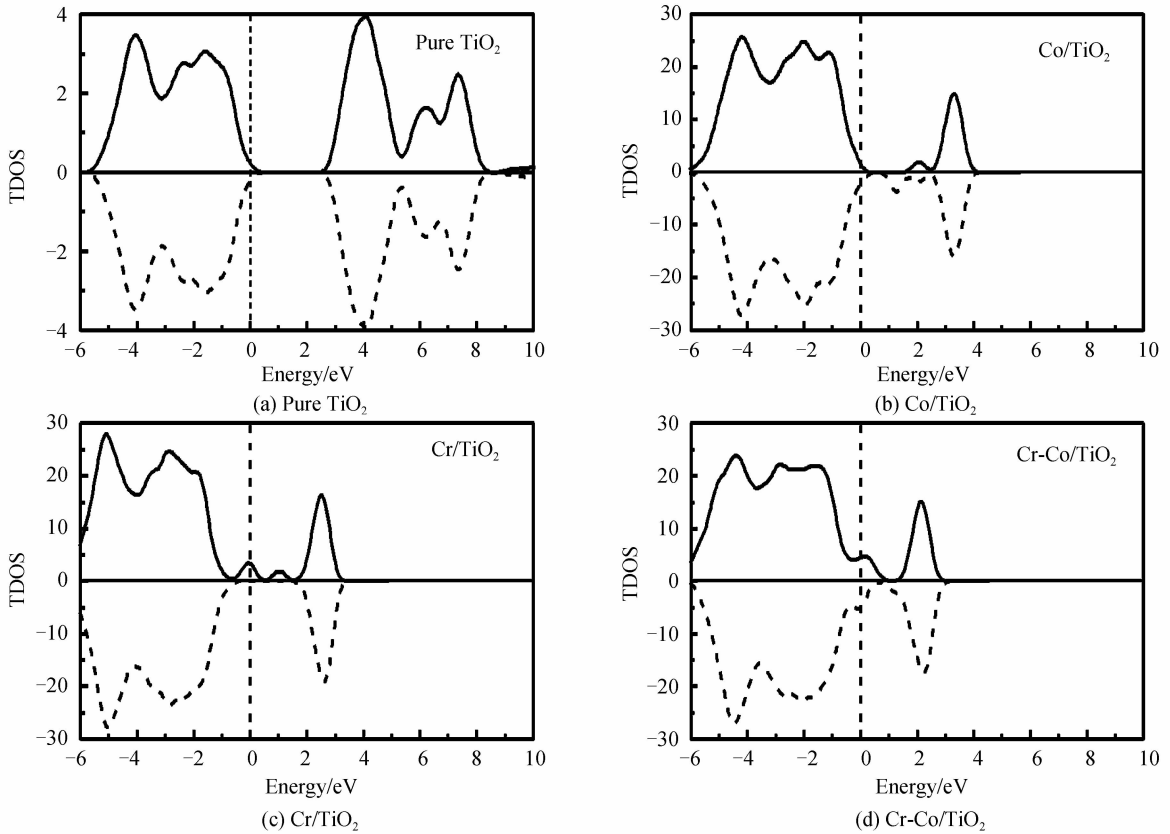 4
2
0
−2
−4
TDOS
Pure TiO₂
−6 −4 −2 0 2 4 6 8 10
Energy/eV
(a) Pure TiO₂
30
20
10
0
−10
−20
−30
TDOS
Co/TiO₂
−6 −4 −2 0 2 4 6 8 10
Energy/eV
(b) Co/TiO₂
30
20
10
0
−10
−20
−30
TDOS
Cr/TiO₂
−6 −4 −2 0 2 4 6 8 10
Energy/eV
(c) Cr/TiO₂
30
20
10
0
−10
−20
−30
TDOS
Cr-Co/TiO₂
−6 −4 −2 0 2 4 6 8 10
Energy/eV
(d) Cr-Co/TiO₂